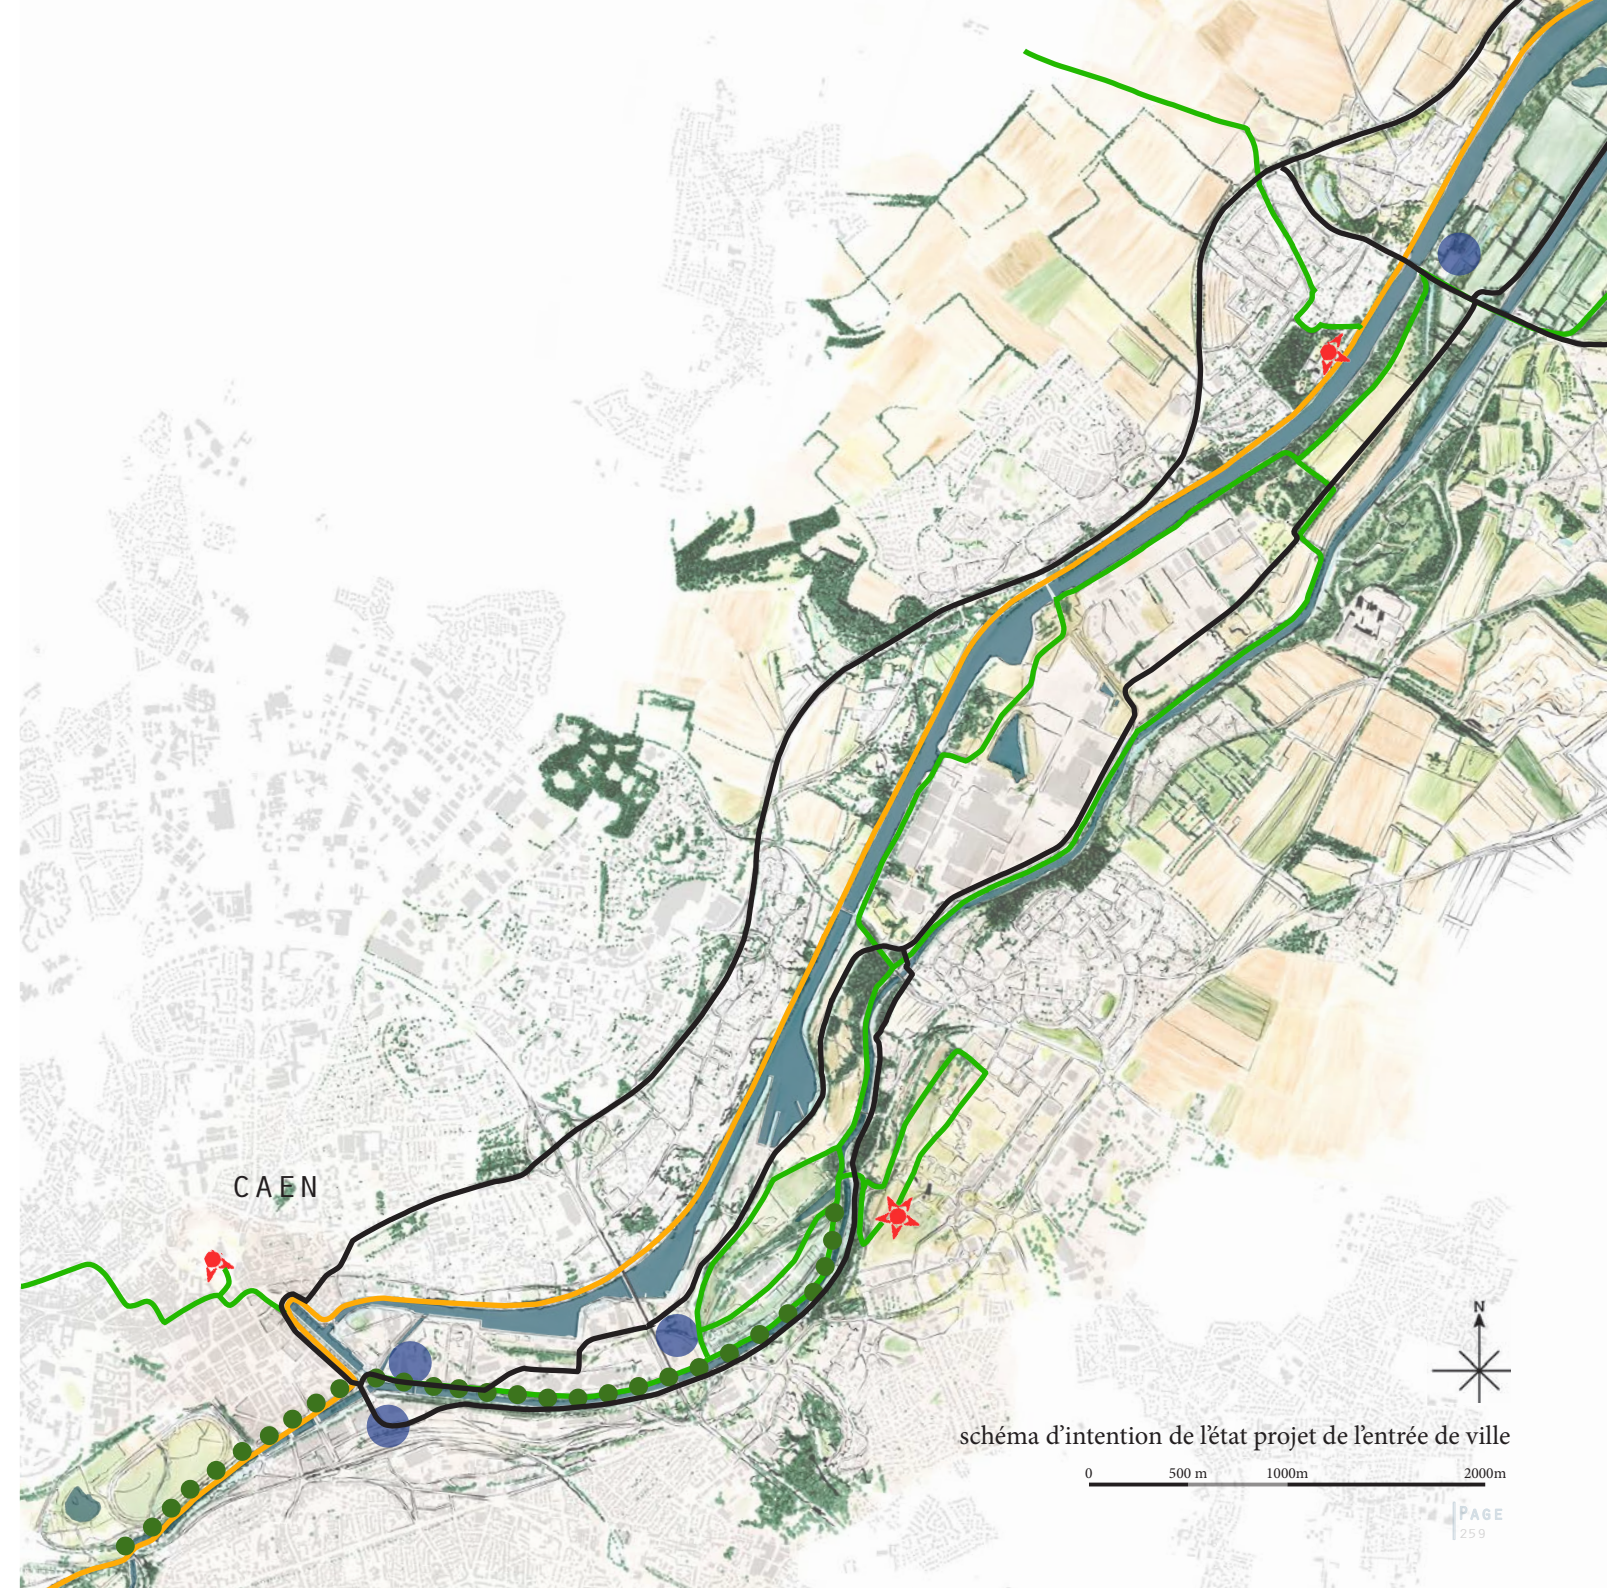 CAEN
N
schéma d'intention de l'état projet de l'entrée de ville
0 500 m 1000m 2000m
PAGE
259